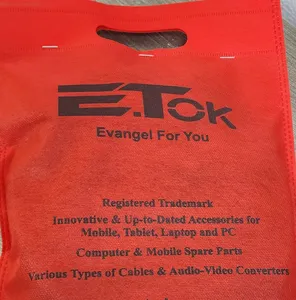 E.Tok
Evangel For You
Registered Trademark
Innovative & Up-to-Dated Accessories for
Mobile, Tablet, Laptop and PC
Computer & Mobile Spare Parts
Various Types of Cables & Audio-Video Converters